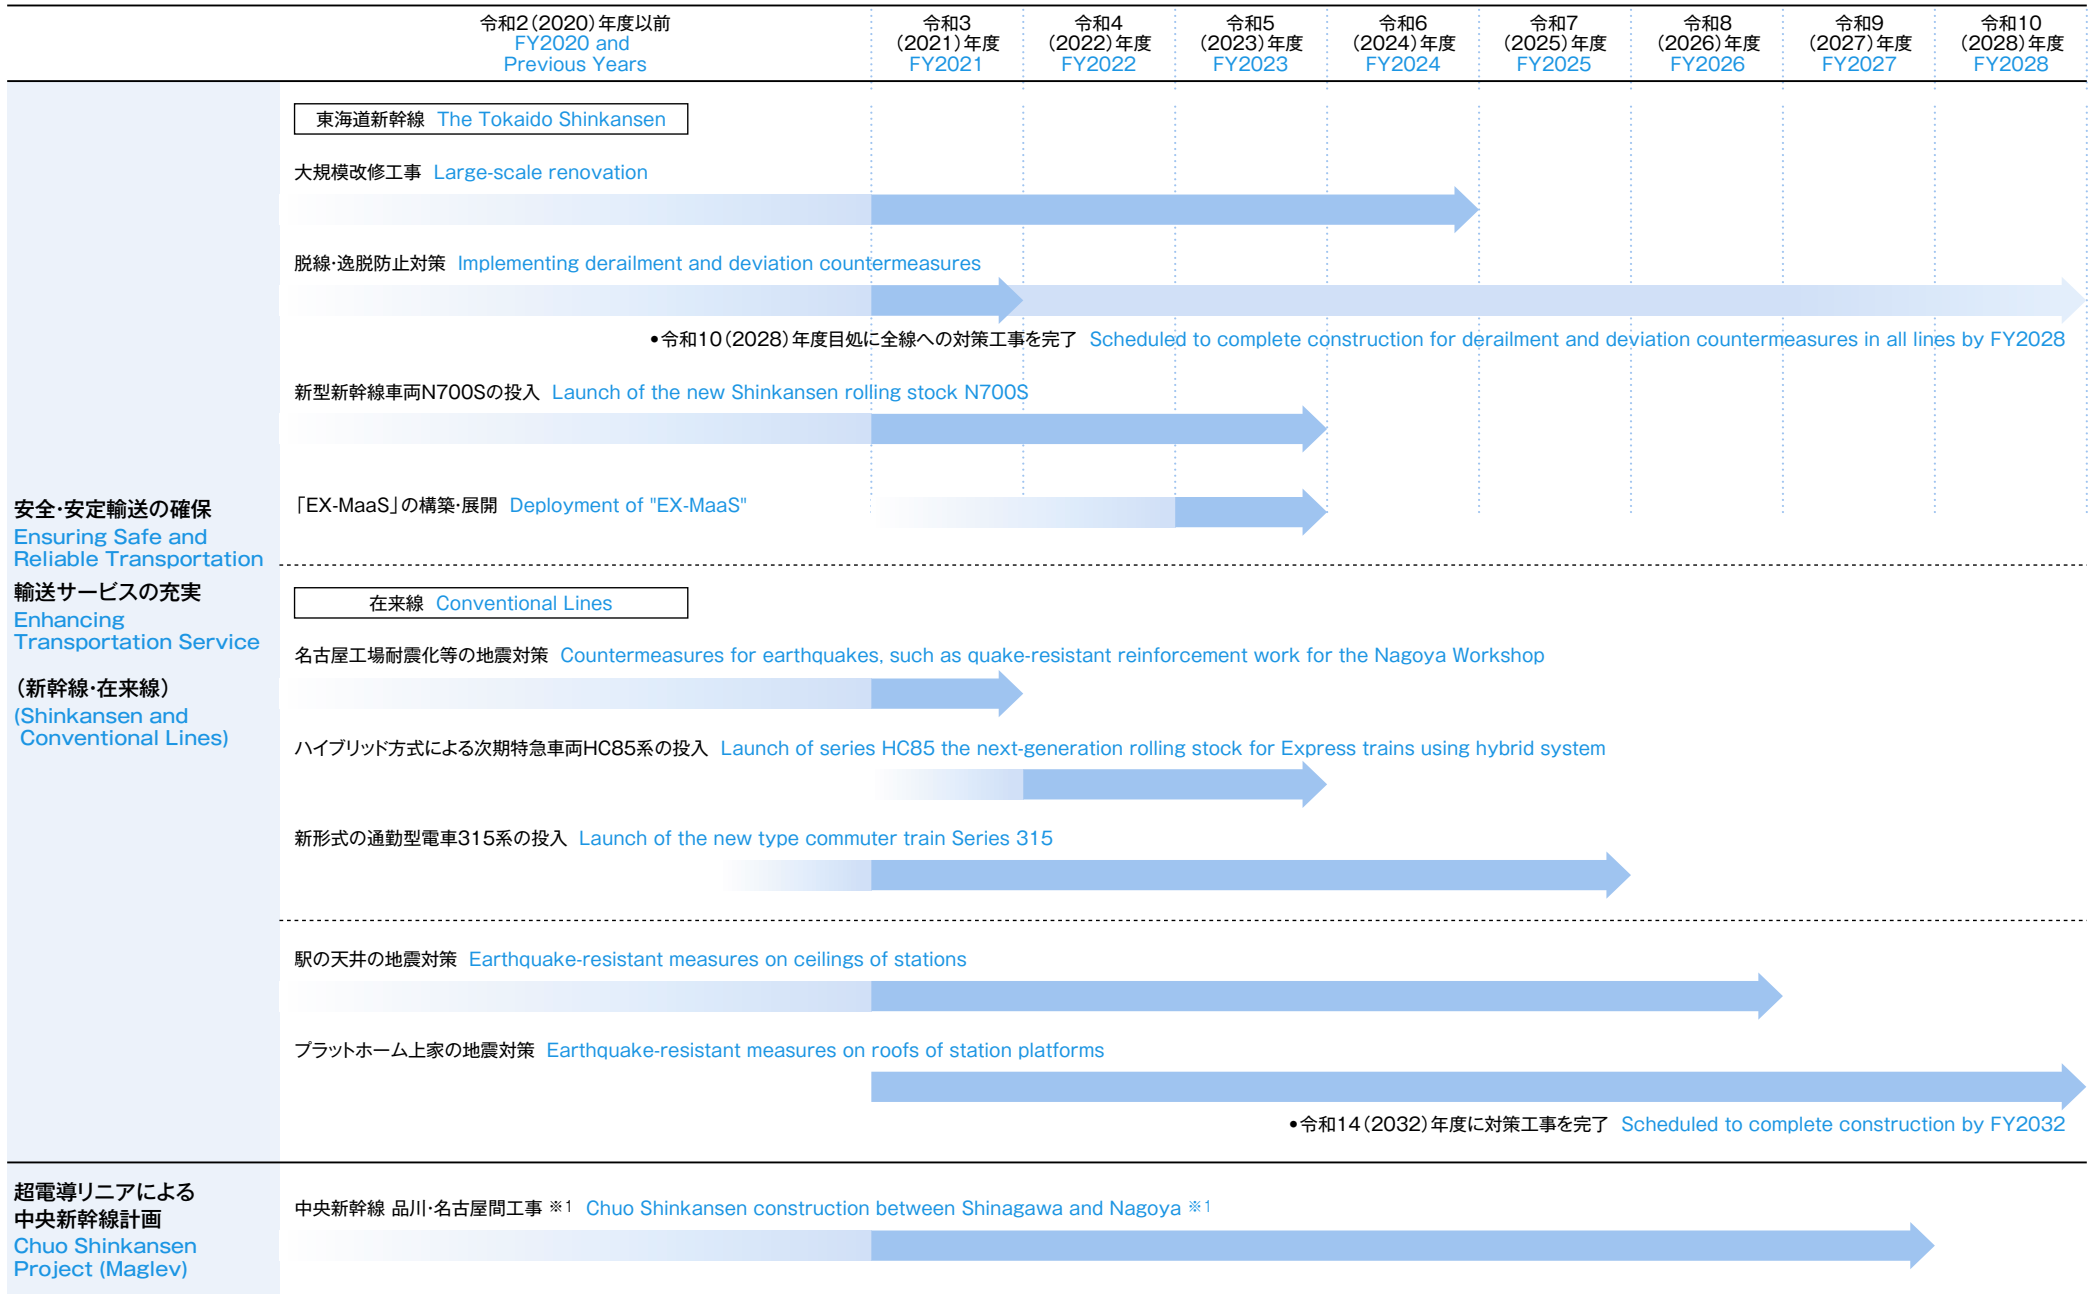 令和2（2020）年度以前
FY2020 and
Previous Years
令和3
（2021）年度
FY2021
令和4
（2022）年度
FY2022
令和5
（2023）年度
FY2023
令和6
（2024）年度
FY2024
令和7
（2025）年度
FY2025
令和8
（2026）年度
FY2026
令和9
（2027）年度
FY2027
令和10
（2028）年度
FY2028
安全・安定輸送の確保
Ensuring Safe and
Reliable Transportation
輸送サービスの充実
Enhancing
Transportation Service
（新幹線・在来線）
(Shinkansen and
Conventional Lines)
東海道新幹線 The Tokaido Shinkansen
大規模改修工事 Large-scale renovation
脱線・逸脱防止対策 Implementing derailment and deviation countermeasures
•令和10（2028）年度目処に全線への対策工事を完了 Scheduled to complete construction for derailment and deviation countermeasures in all lines by FY2028
新型新幹線車両N700Sの投入 Launch of the new Shinkansen rolling stock N700S
「EX-MaaS」の構築・展開 Deployment of "EX-MaaS"
在来線 Conventional Lines
名古屋工場耐震化等の地震対策 Countermeasures for earthquakes, such as quake-resistant reinforcement work for the Nagoya Workshop
ハイブリッド方式による次期特急車両HC85系の投入 Launch of series HC85 the next-generation rolling stock for Express trains using hybrid system
新形式の通勤型電車315系の投入 Launch of the new type commuter train Series 315
駅の天井の地震対策 Earthquake-resistant measures on ceilings of stations
プラットホーム上家の地震対策 Earthquake-resistant measures on roofs of station platforms
•令和14（2032）年度に対策工事を完了 Scheduled to complete construction by FY2032
超電導リニアによる
中央新幹線計画
Chuo Shinkansen
Project (Maglev)
中央新幹線 品川・名古屋間工事 ※1 Chuo Shinkansen construction between Shinagawa and Nagoya ※1